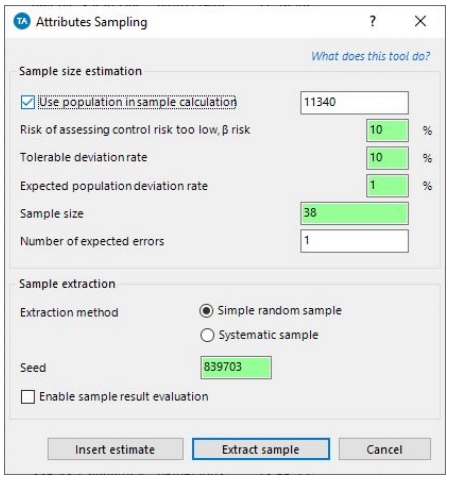 TA Attributes Sampling ? X
What does this tool do?
Sample size estimation
Use population in sample calculation 11340
Risk of assessing control risk too low, β risk 10 %
Tolerable deviation rate 10 %
Expected population deviation rate 1 %
Sample size 38
Number of expected errors 1
Sample extraction
Extraction method Simple random sample
Systematic sample
Seed 839703
Enable sample result evaluation
Insert estimate Extract sample Cancel